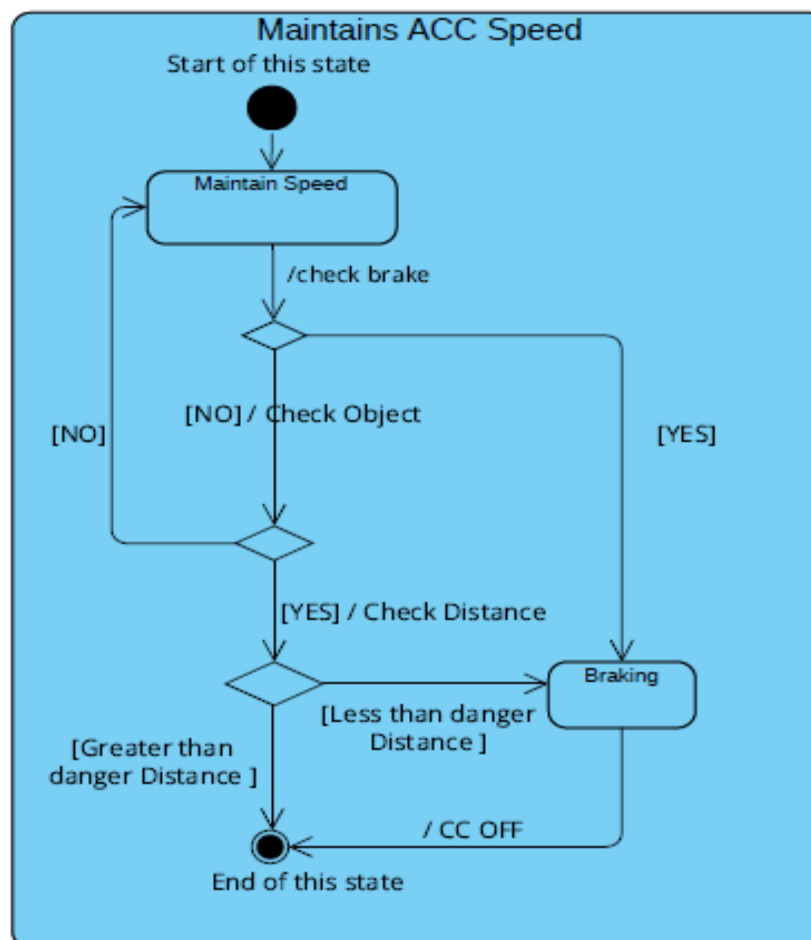 Maintains ACC Speed
Start of this state
Maintain Speed
/check brake
[NO] / Check Object
[NO]
[YES]
[YES] / Check Distance
Braking
[Less than danger
Distance ]
[Greater than
danger Distance ]
/ CC OFF
End of this state